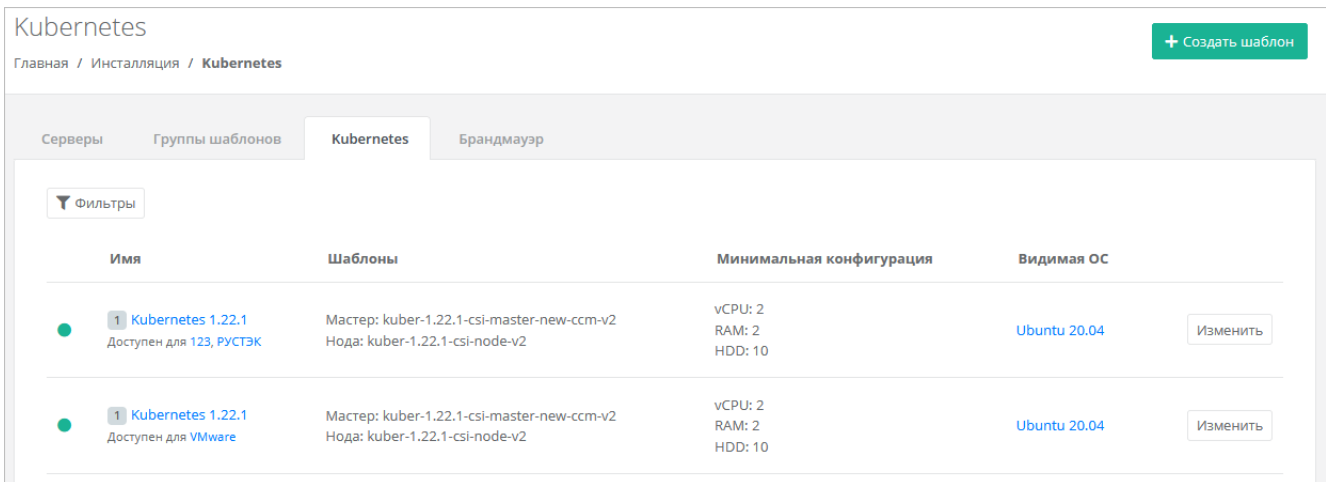 Kubernetes
+ Создать шаблон
Главная / Инсталляция / Kubernetes
Серверы Группы шаблонов Kubernetes Брандмауэр
Фильтры
Имя Шаблоны Минимальная конфигурация Видимая ОС
1 Kubernetes 1.22.1
Доступен для 123, РУСТЭК
Мастер: kuber-1.22.1-csi-master-new-ccm-v2
Нода: kuber-1.22.1-csi-node-v2
vCPU: 2
RAM: 2
HDD: 10
Ubuntu 20.04
Изменить
1 Kubernetes 1.22.1
Доступен для VMware
Мастер: kuber-1.22.1-csi-master-new-ccm-v2
Нода: kuber-1.22.1-csi-node-v2
vCPU: 2
RAM: 2
HDD: 10
Ubuntu 20.04
Изменить